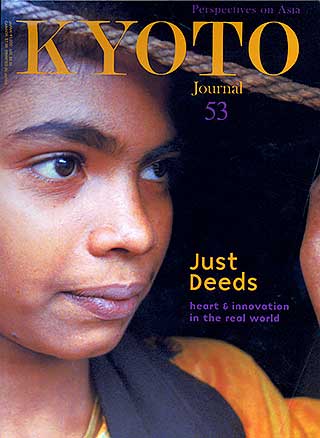 Perspectives on Asia
KYOTO
Journal
53
Just
Deeds
heart & innovation
in the real world